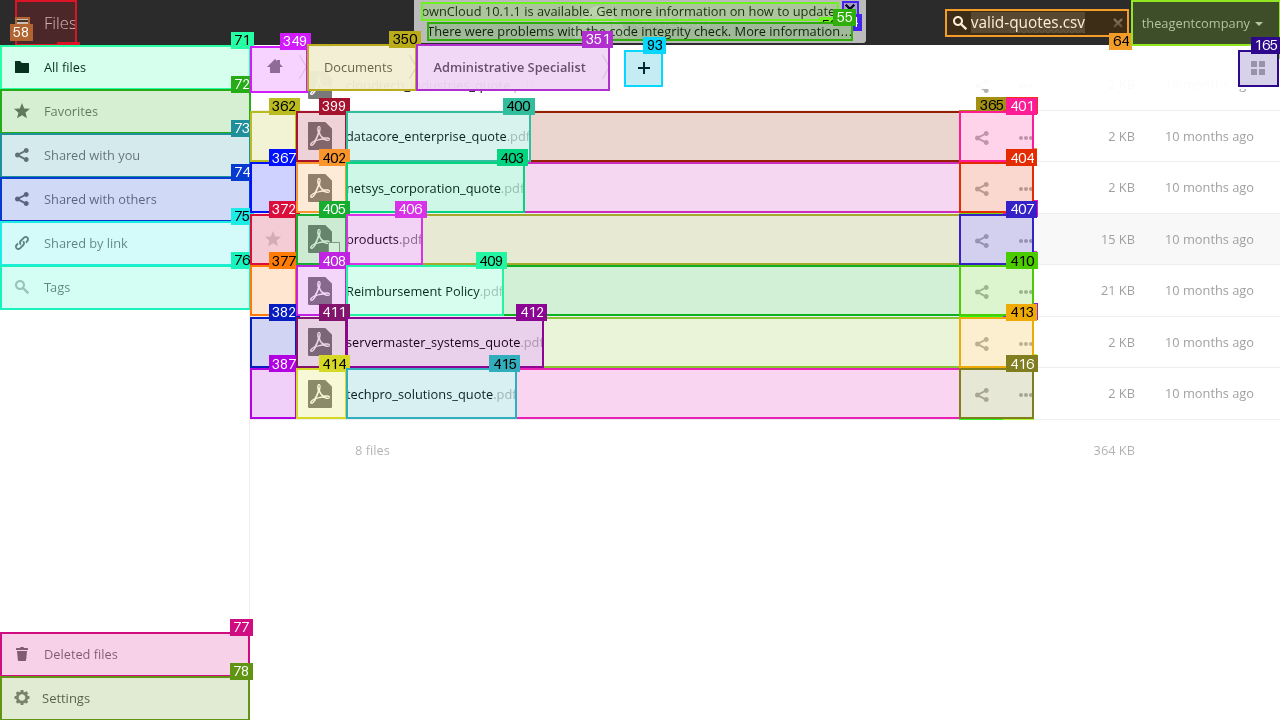 Files
ownCloud 10.1.1 is available. Get more information on how to update.
There were problems with the code integrity check. More information...
valid-quotes.csv
theagentcompany
58
55
64
165
71
349
350
351
93
All files
Documents
Administrative Specialist
+
72
Favorites
362
399
400
365
401
datacore_enterprise_quote.pdf
2 KB
10 months ago
73
Shared with you
367
402
403
404
netsys_corporation_quote.pdf
2 KB
10 months ago
74
Shared with others
372
405
406
407
products.pdf
15 KB
10 months ago
75
Shared by link
76
377
408
409
410
Tags
Reimbursement Policy.pdf
21 KB
10 months ago
382
411
412
413
servermaster_systems_quote.pdf
2 KB
10 months ago
387
414
415
416
techpro_solutions_quote.pdf
2 KB
10 months ago
8 files
364 KB
77
Deleted files
78
Settings